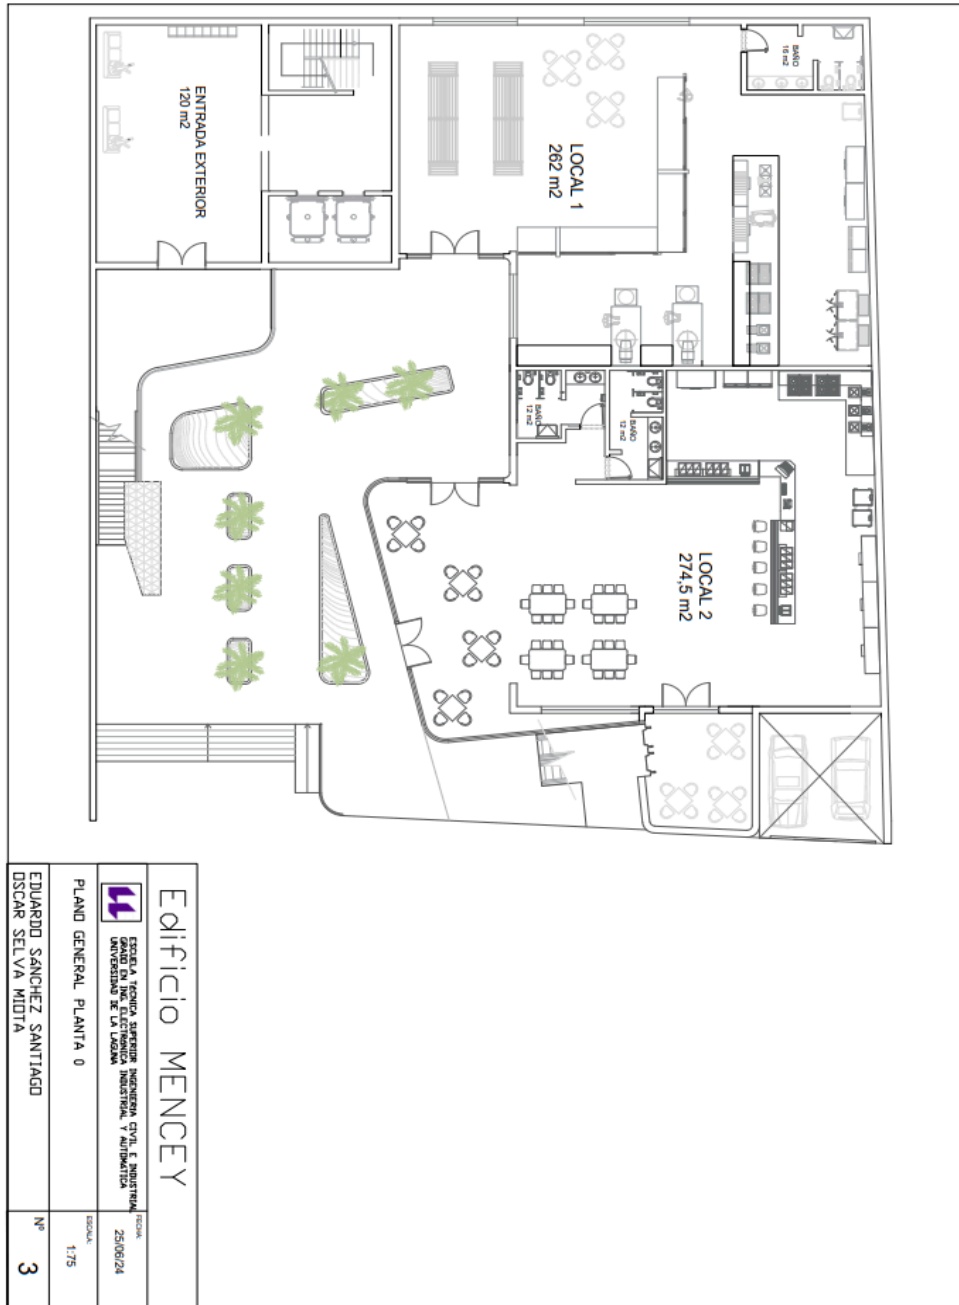 ENTRADA EXTERIOR
120 m2
LOCAL 1
262 m2
BAÑO
16 m2
BAÑO
12 m2
BAÑO
12 m2
LOCAL 2
274,5 m2
Edificio MENCEY
ESCUELA TéCNICA SUPERIOR INGENIERÍA CIVIL E INDUSTRIAL
GRADO EN ING. ELECTRóNICA INDUSTRIAL Y AUTOMáTICA
UNIVERSIDAD DE LA LAGUNA
FECHA:
25/06/24
PLANO GENERAL PLANTA 0
ESCALA:
1:75
EDUARDO SáNCHEZ SANTIAGO
OSCAR SELVA MIOTA
Nº
3